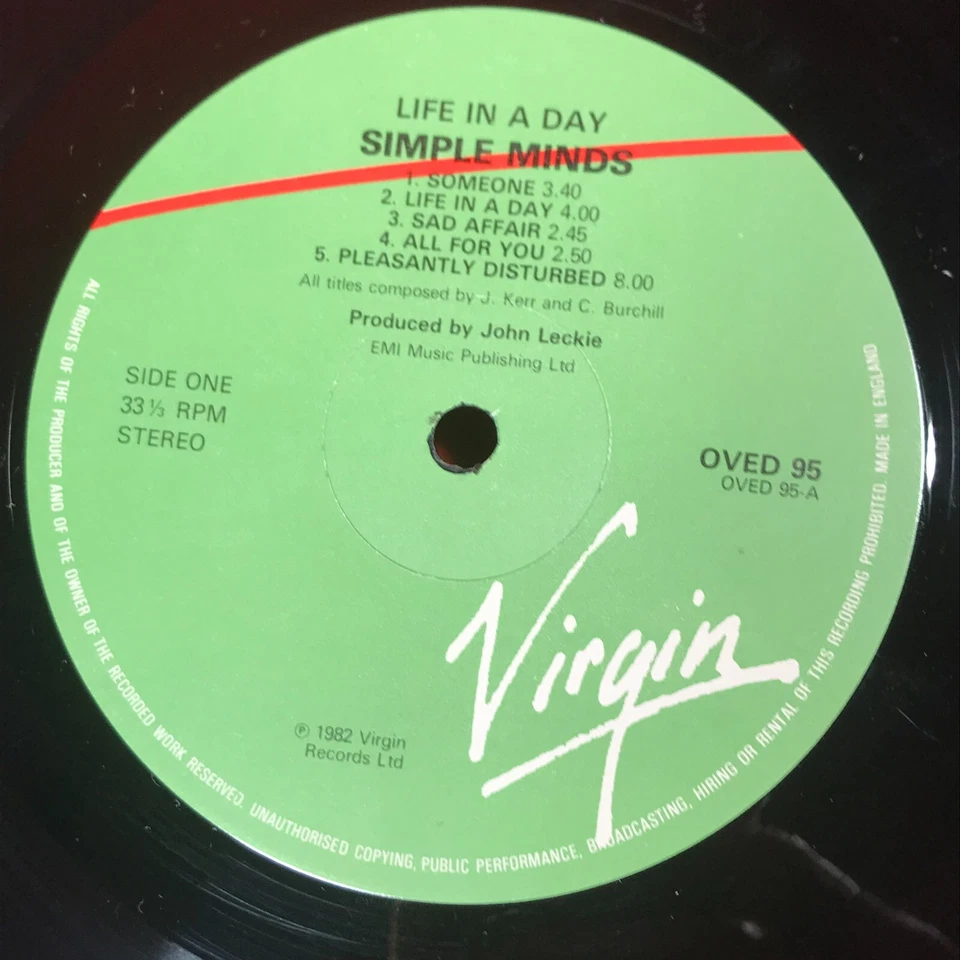 LIFE IN A DAY
SIMPLE MINDS
1. SOMEONE 3.40
2. LIFE IN A DAY 4.00
3. SAD AFFAIR 2.45
4. ALL FOR YOU 2.50
5. PLEASANTLY DISTURBED 8.00
All titles composed by J. Kerr and C. Burchill
Produced by John Leckie
EMI Music Publishing Ltd
SIDE ONE
33⅓ RPM
STEREO
OVED 95
OVED 95-A
Virgin
℗ 1982 Virgin
Records Ltd
ALL RIGHTS OF THE PRODUCER AND OF THE OWNER OF THE RECORDED WORK RESERVED. UNAUTHORISED COPYING, PUBLIC PERFORMANCE, BROADCASTING, HIRING OR RENTAL OF THIS RECORDING PROHIBITED. MADE IN ENGLAND